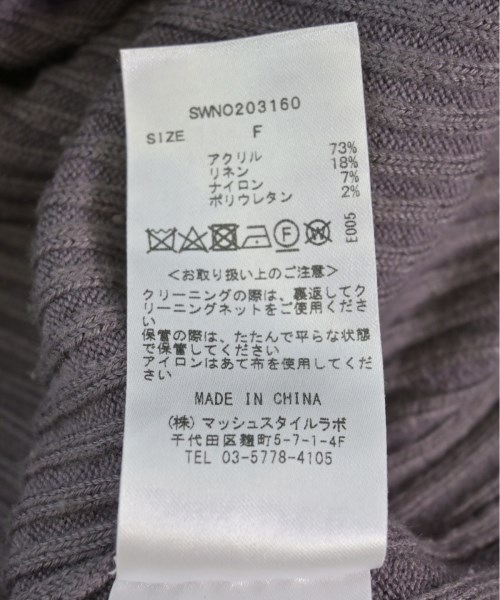 SWNO203160
SIZE F
アクリル 73%
リネン 18%
ナイロン 7%
ポリウレタン 2%
F W E005
<お取り扱い上のご注意>
クリーニングの際は、裏返してク
リーニングネットをご使用くださ
い
保管の際は、たたんで平らな状態
で保管してください
アイロンはあて布を使用してくだ
さい
MADE IN CHINA
(株) マッシュスタイルラボ
千代田区麹町5-7-1-4F
TEL 03-5778-4105